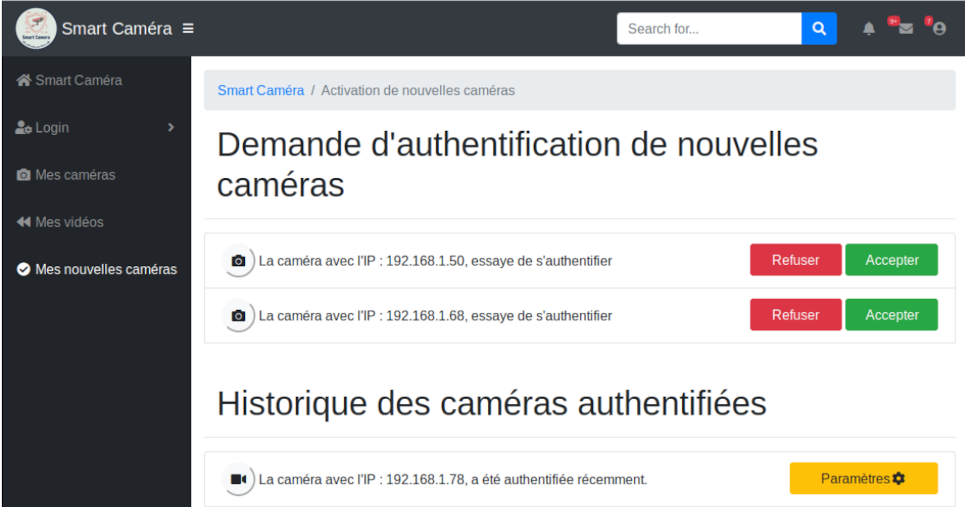 Smart Caméra
Search for...
9+
7
Smart Caméra
Login
Mes caméras
Mes vidéos
Mes nouvelles caméras
Smart Caméra / Activation de nouvelles caméras
Demande d'authentification de nouvelles
caméras
La caméra avec l'IP : 192.168.1.50, essaye de s'authentifier
Refuser
Accepter
La caméra avec l'IP : 192.168.1.68, essaye de s'authentifier
Refuser
Accepter
Historique des caméras authentifiées
La caméra avec l'IP : 192.168.1.78, a été authentifiée récemment.
Paramètres